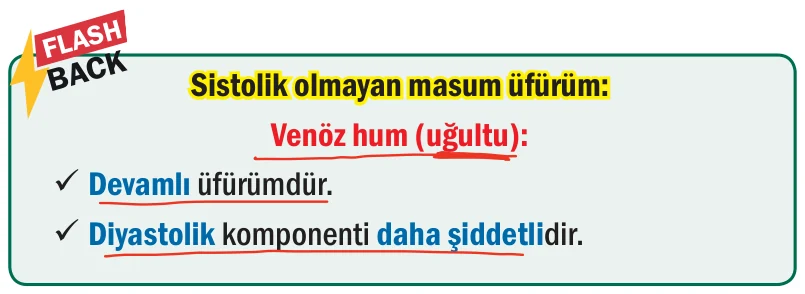 FLASH
BACK
Sistolik olmayan masum üfürüm:
Venöz hum (uğultu):
✓ Devamlı üfürümdür.
✓ Diyastolik komponenti daha şiddetlidir.